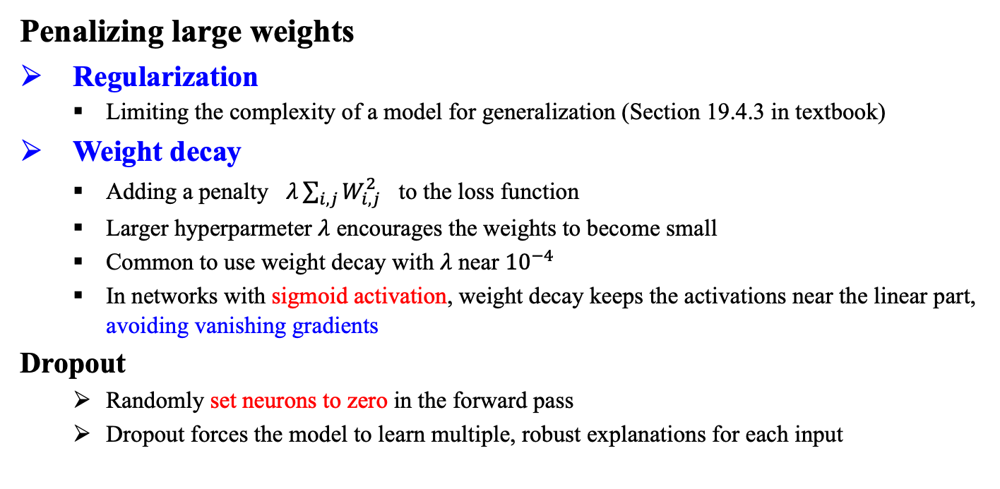 Penalizing large weights
➢ Regularization
▪ Limiting the complexity of a model for generalization (Section 19.4.3 in textbook)
➢ Weight decay
▪ Adding a penalty λ∑_{i,j} W_{i,j}^2 to the loss function
▪ Larger hyperparmeter λ encourages the weights to become small
▪ Common to use weight decay with λ near 10^{−4}
▪ In networks with sigmoid activation, weight decay keeps the activations near the linear part,
avoiding vanishing gradients
Dropout
➢ Randomly set neurons to zero in the forward pass
➢ Dropout forces the model to learn multiple, robust explanations for each input